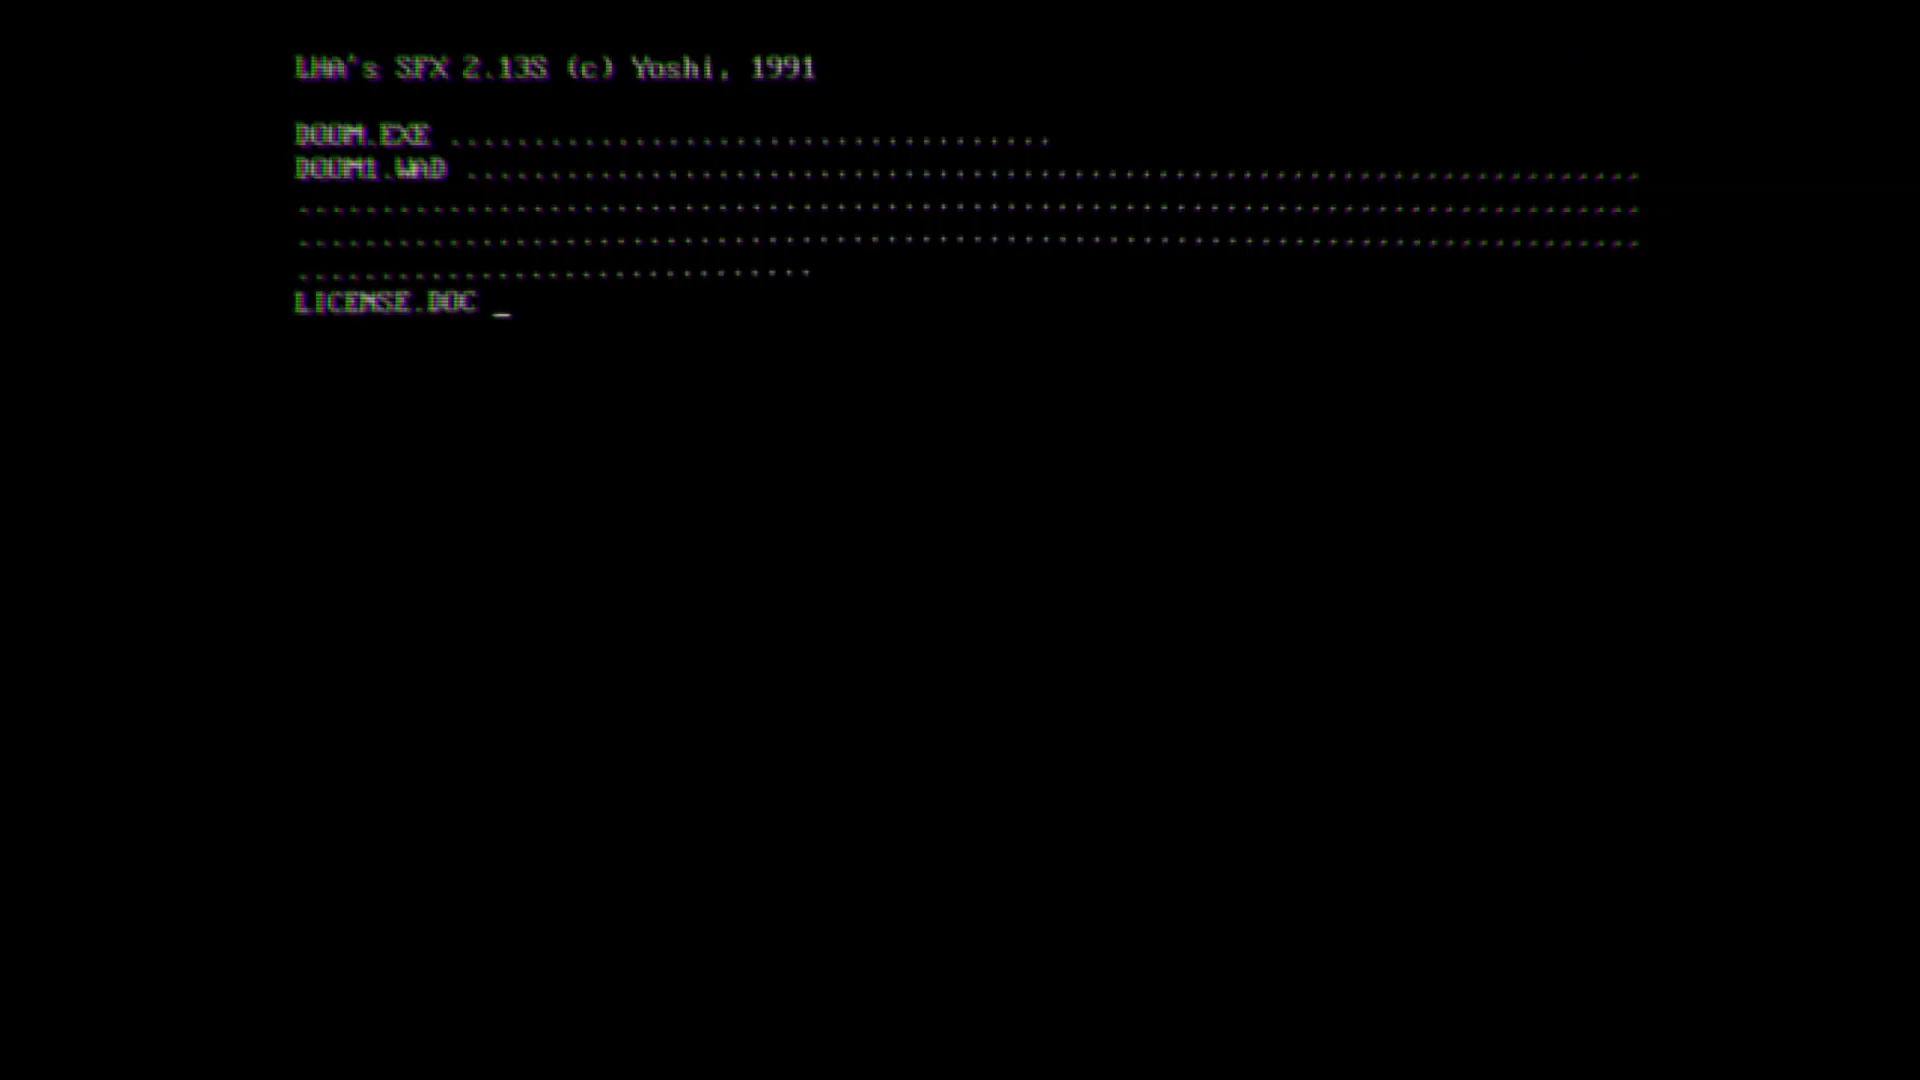 LHA's SFX 2.13S (c) Yoshi, 1991
DOOM.EXE ....................................
DOOM1.WAD ......................................................................
................................................................................
................................................................................
...............................
LICENSE.DOC _